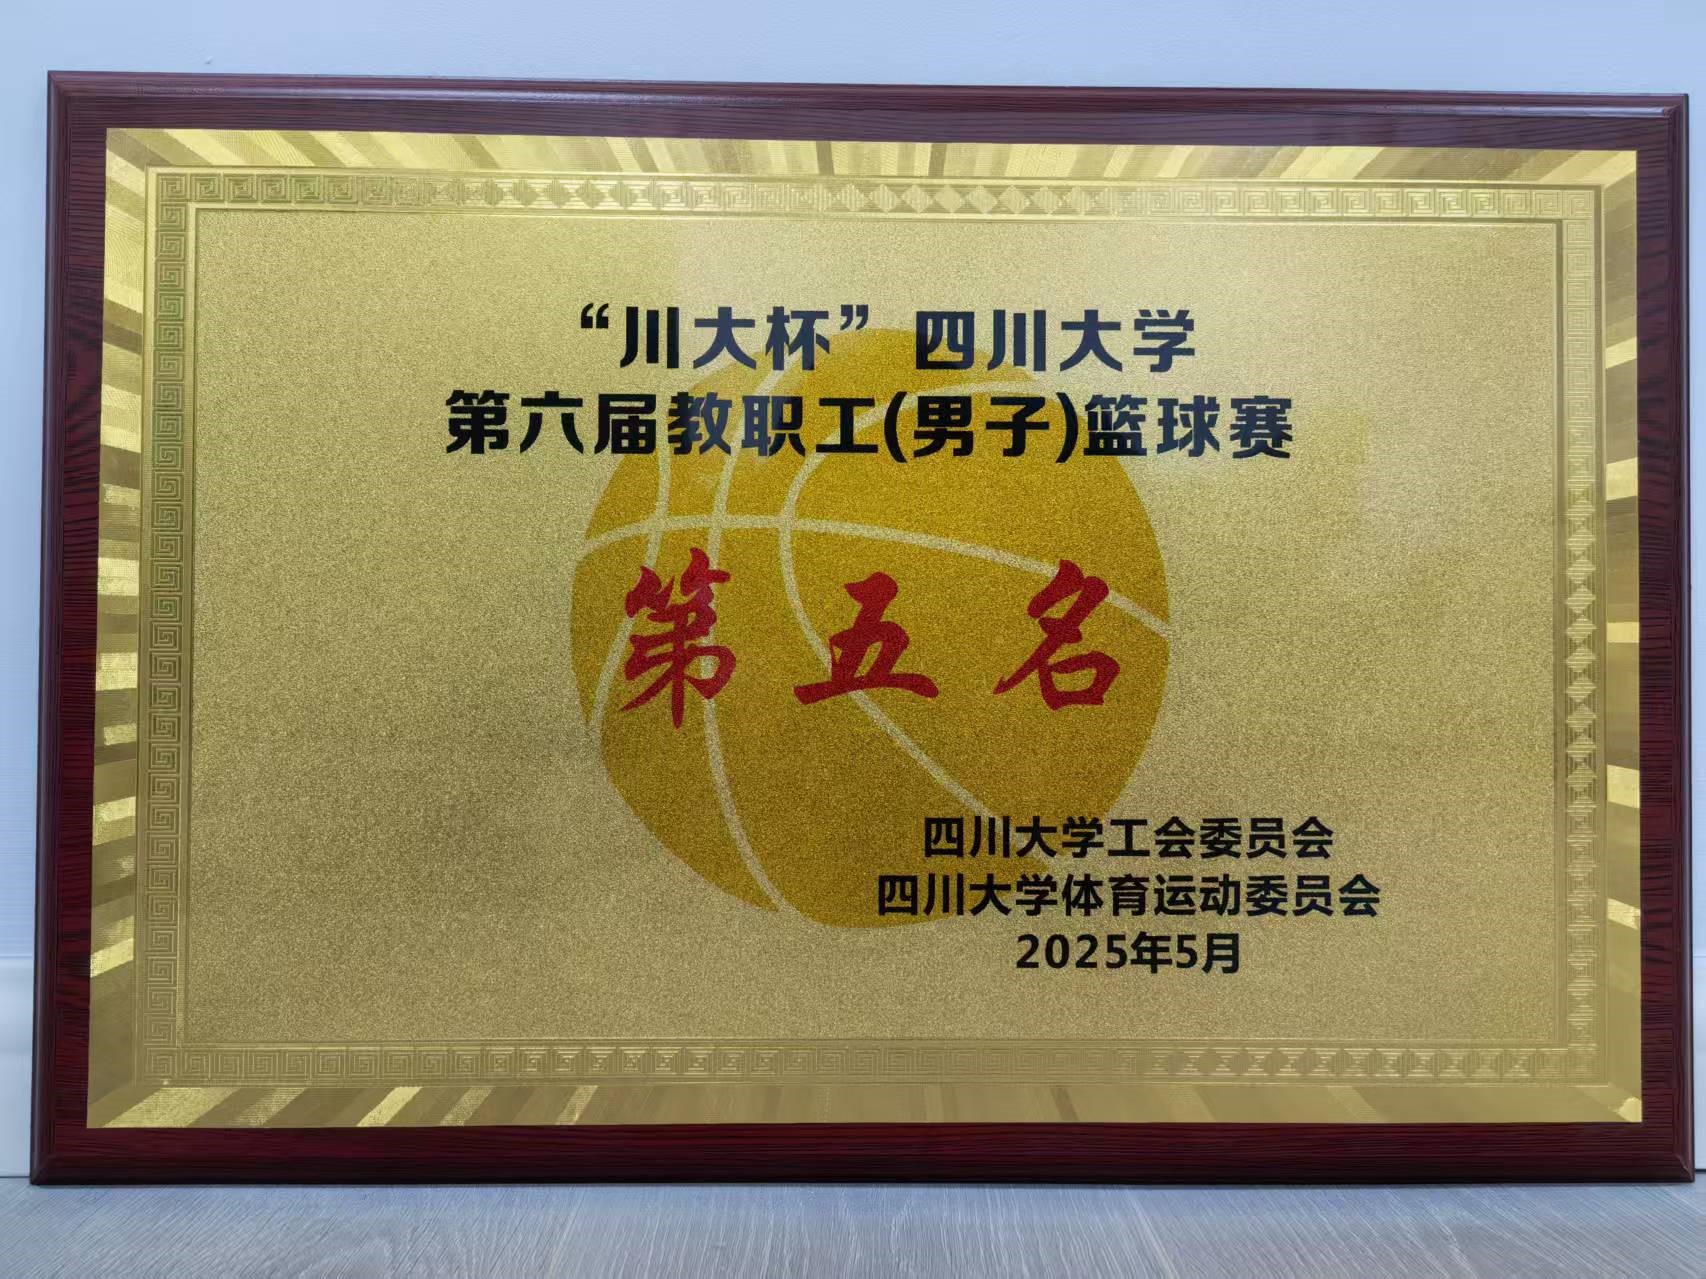 “川大杯”四川大学
第六届教职工(男子)篮球赛
第五名
四川大学工会委员会
四川大学体育运动委员会
2025年5月